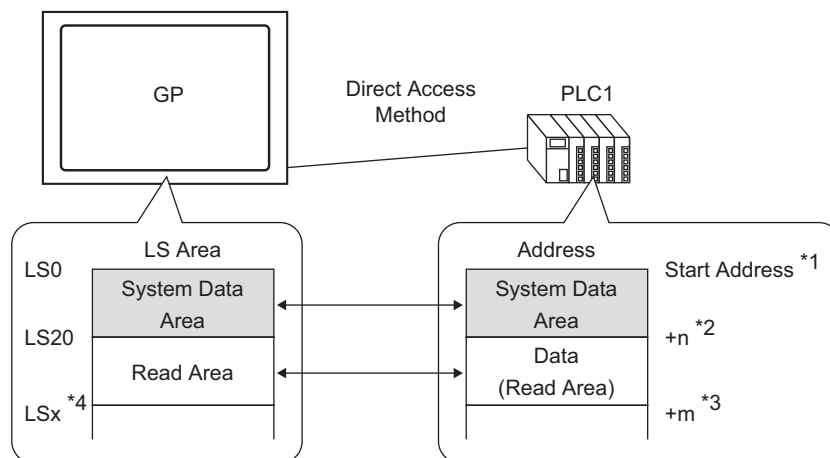 GP
Direct Access
Method
PLC1
LS Area
LS0
System Data
Area
LS20
Read Area
LSx *4
Address
Start Address *1
System Data
Area
+n *2
Data
(Read Area)
+m *3